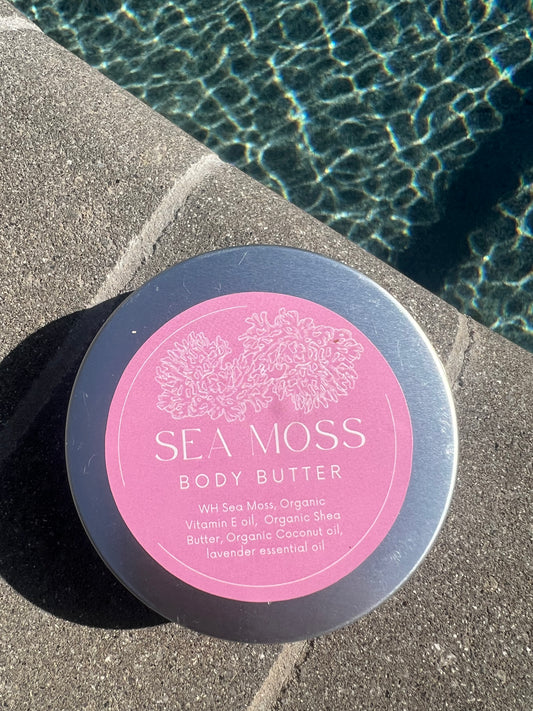 SEA MOSS
BODY BUTTER
WH Sea Moss, Organic
Vitamin E oil, Organic Shea
Butter, Organic Coconut oil,
lavender essential oil